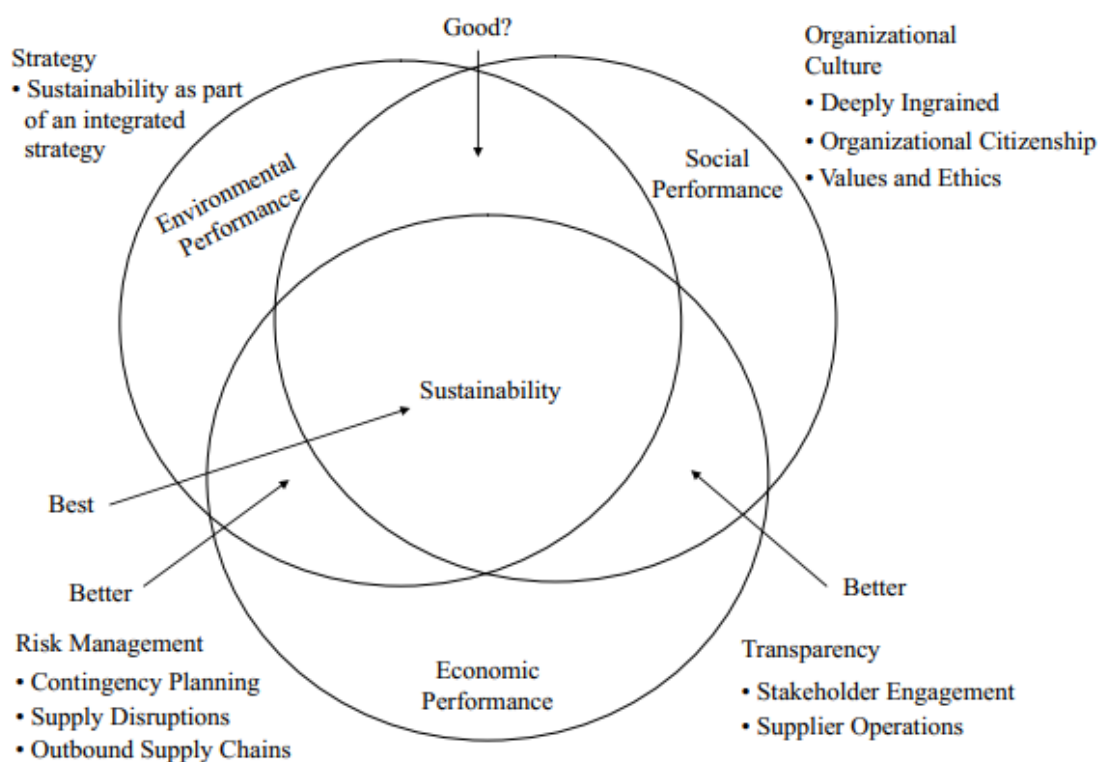 Good?
Strategy
• Sustainability as part
of an integrated
strategy
Organizational
Culture
• Deeply Ingrained
• Organizational Citizenship
• Values and Ethics
Environmental
Performance
Social
Performance
Sustainability
Best
Better
Better
Risk Management
• Contingency Planning
• Supply Disruptions
• Outbound Supply Chains
Economic
Performance
Transparency
• Stakeholder Engagement
• Supplier Operations